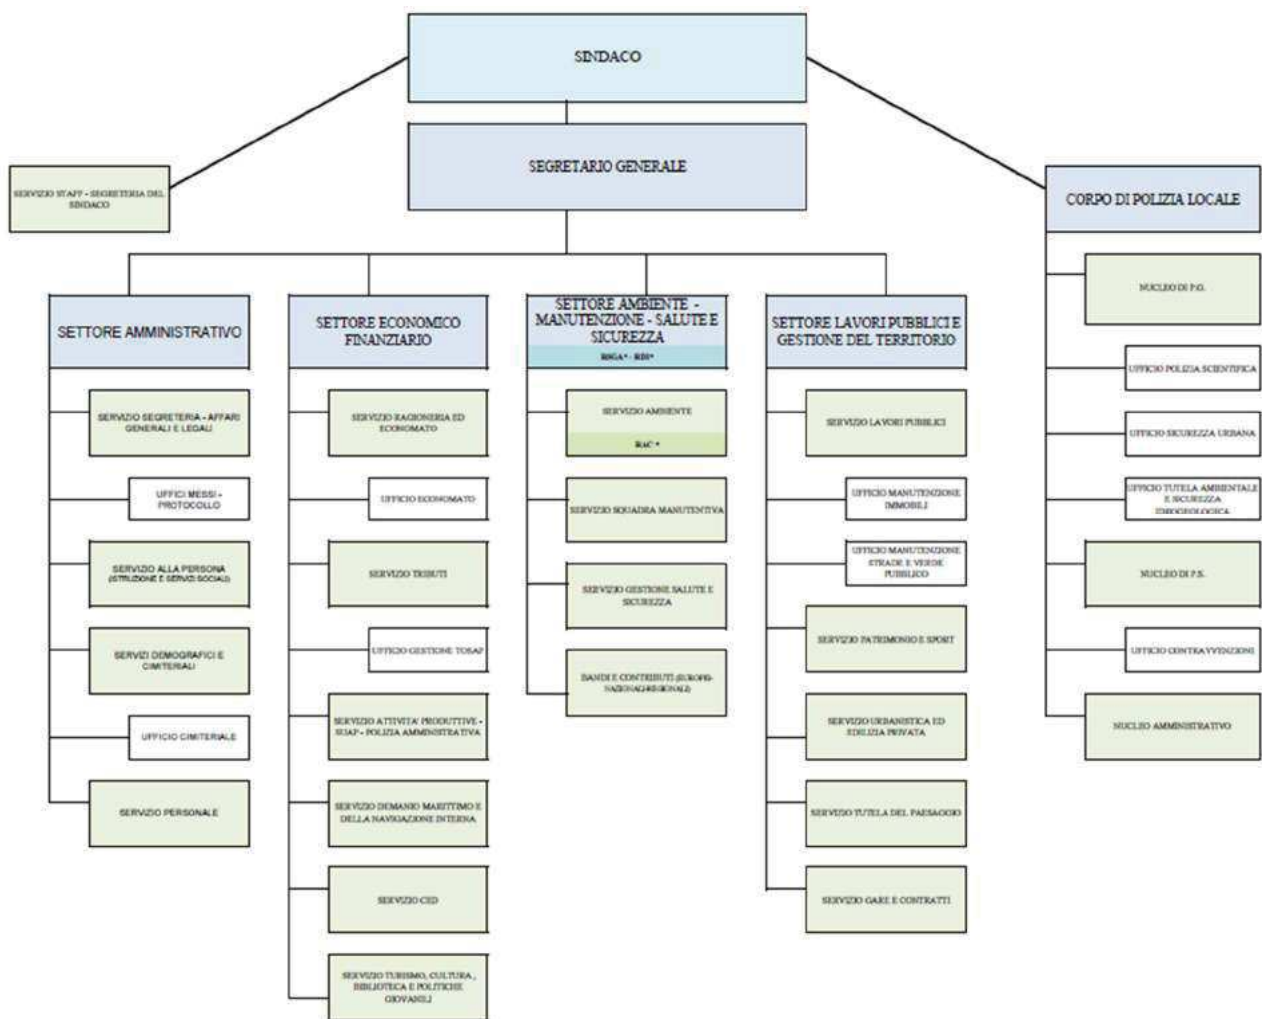 SINDACO
SEGRETARIO GENERALE
SERVIZIO STAFF - SEGRETERIA DEL
SINDACO
CORPO DI POLIZIA LOCALE
NUCLEO DI P.G.
UFFICIO POLIZIA SCIENTIFICA
UFFICIO SICUREZZA URBANA
UFFICIO TUTELA AMBIENTALE
E SICUREZZA
IDROGEOLOGICA
NUCLEO DI P.S.
UFFICIO CONTRAVVENZIONI
NUCLEO AMMINISTRATIVO
SETTORE AMMINISTRATIVO
SERVIZIO SEGRETERIA - AFFARI
GENERALI E LEGALI
UFFICI MESSI -
PROTOCOLLO
SERVIZIO ALLA PERSONA
(ISTRUZIONE E SERVIZI SOCIALI)
SERVIZI DEMOGRAFICI E
CIMITERIALI
UFFICIO CIMITERIALE
SERVIZIO PERSONALE
SETTORE ECONOMICO
FINANZIARIO
SERVIZIO RAGIONERIA ED
ECONOMATO
UFFICIO ECONOMATO
SERVIZIO TRIBUTI
UFFICIO GESTIONE TOSAP
SERVIZIO ATTIVITA' PRODUTTIVE -
SUAP - POLIZIA AMMINISTRATIVA
SERVIZIO DEMANIO MARITTIMO E
DELLA NAVIGAZIONE INTERNA
SERVIZIO CED
SERVIZIO TURISMO, CULTURA ,
BIBLIOTECA E POLITICHE
GIOVANILI
SETTORE AMBIENTE -
MANUTENZIONE - SALUTE E
SICUREZZA
RSGA* - RDI*
SERVIZIO AMBIENTE
RAC *
SERVIZIO SQUADRA MANUTENTIVA
SERVIZIO GESTIONE SALUTE E
SICUREZZA
BANDI E CONTRIBUTI (EUROPEI-
NAZIONALI-REGIONALI)
SETTORE LAVORI PUBBLICI E
GESTIONE DEL TERRITORIO
SERVIZIO LAVORI PUBBLICI
UFFICIO MANUTENZIONE
IMMOBILI
UFFICIO MANUTENZIONE
STRADE E VERDE
PUBBLICO
SERVIZIO PATRIMONIO E SPORT
SERVIZIO URBANISTICA ED
EDILIZIA PRIVATA
SERVIZIO TUTELA DEL PAESAGGIO
SERVIZIO GARE E CONTRATTI